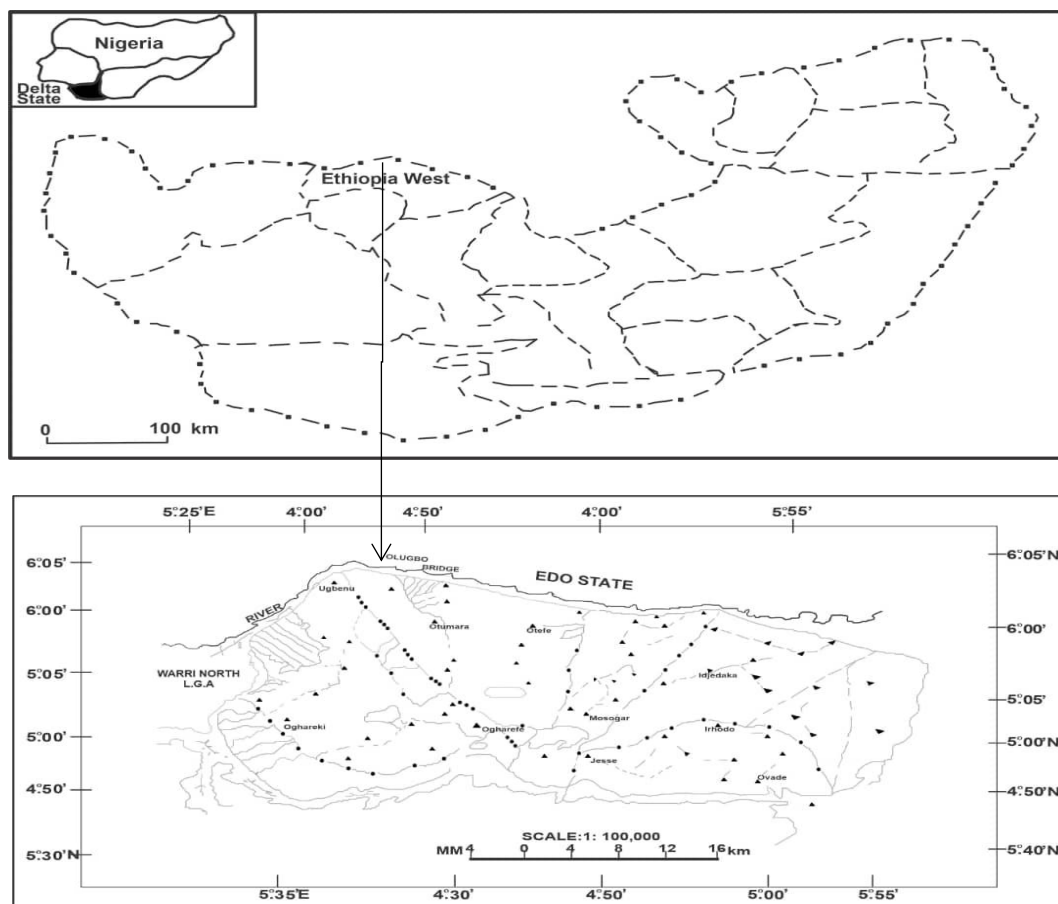 Nigeria
Delta
State
Ethiopia West
0 100 km
5°25'E 4°00' 4°50' 4°00' 5°55'
6°05' 6°05'N
OLUGBO
BRIDGE
EDO STATE
Ugbenu
RIVER
6°00' 6°00'
Otumara Otefe
WARRI NORTH
L.G.A
5°05' 5°05'
Idjedaka
Oghareki Ogharefe Mosogar Irhodo
5°00' 5°00'N
Jesse
Ovade
4°50' 4°50'N
SCALE:1: 100,000
5°30'N MM 4 0 4 8 12 16 km 5°40'N
5°35'E 4°30' 4°50' 5°00' 5°55'